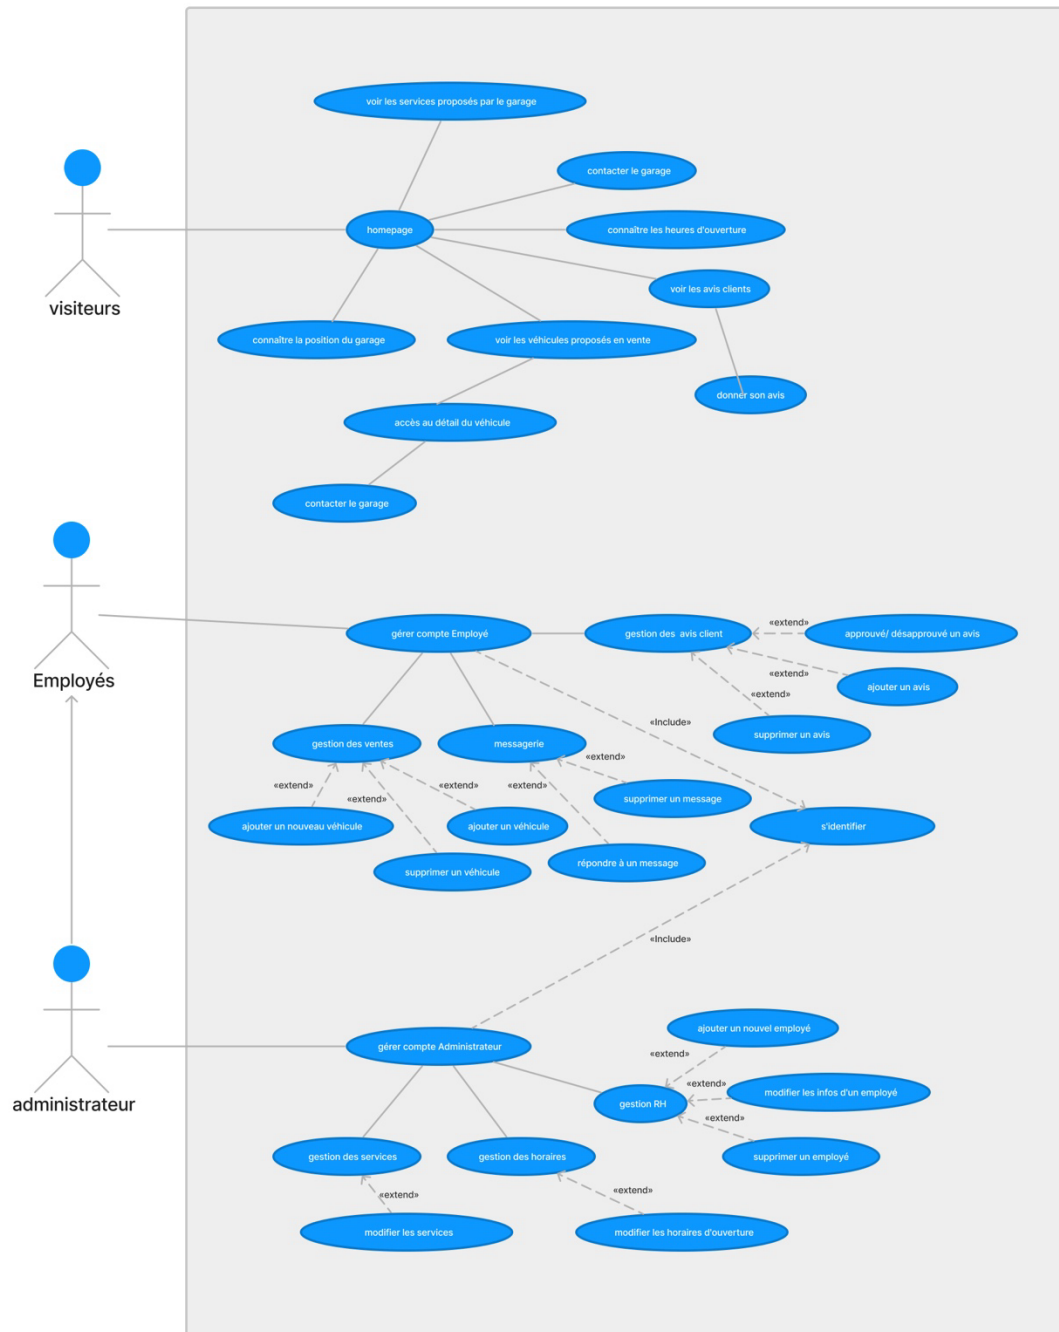 voir les services proposés par le garage
contacter le garage
homepage
connaître les heures d'ouverture
voir les avis clients
visiteurs
connaître la position du garage
voir les véhicules proposés en vente
donner son avis
accès au détail du véhicule
contacter le garage
gérer compte Employé
gestion des avis client
«extend»
approuvé/ désapprouvé un avis
Employés
«extend»
ajouter un avis
«extend»
«Include»
supprimer un avis
gestion des ventes
messagerie
«extend»
«extend»
«extend»
«extend»
«extend»
supprimer un message
ajouter un nouveau véhicule
ajouter un véhicule
s'identifier
supprimer un véhicule
répondre à un message
«Include»
ajouter un nouvel employé
gérer compte Administrateur
«extend»
administrateur
«extend»
modifier les infos d'un employé
gestion RH
«extend»
gestion des services
gestion des horaires
supprimer un employé
«extend»
«extend»
modifier les services
modifier les horaires d'ouverture